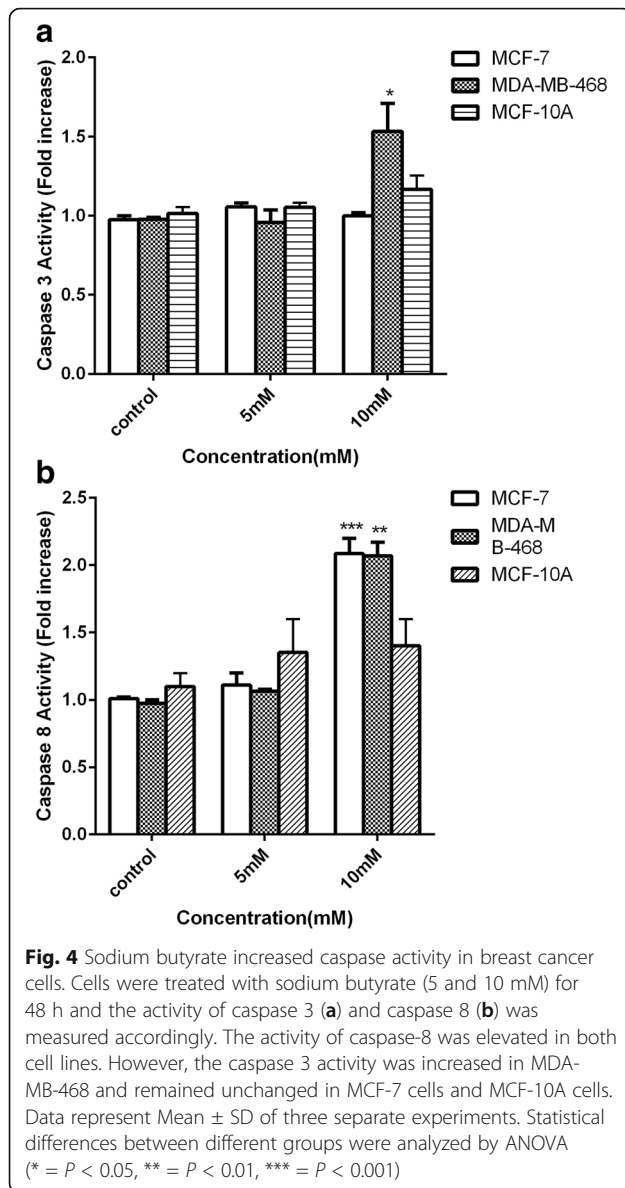 a
Caspase 3 Activity (Fold increase)
2.0
1.5
1.0
0.5
0.0
*
control
5mM
10mM
Concentration(mM)
MCF-7
MDA-MB-468
MCF-10A
b
Caspase 8 Activity (Fold increase)
2.5
2.0
1.5
1.0
0.5
0.0
*** **
control
5mM
10mM
Concentration(mM)
MCF-7
MDA-M
B-468
MCF-10A
Fig. 4 Sodium butyrate increased caspase activity in breast cancer
cells. Cells were treated with sodium butyrate (5 and 10 mM) for
48 h and the activity of caspase 3 (a) and caspase 8 (b) was
measured accordingly. The activity of caspase-8 was elevated in both
cell lines. However, the caspase 3 activity was increased in MDA-
MB-468 and remained unchanged in MCF-7 cells and MCF-10A cells.
Data represent Mean ± SD of three separate experiments. Statistical
differences between different groups were analyzed by ANOVA
(* = P < 0.05, ** = P < 0.01, *** = P < 0.001)